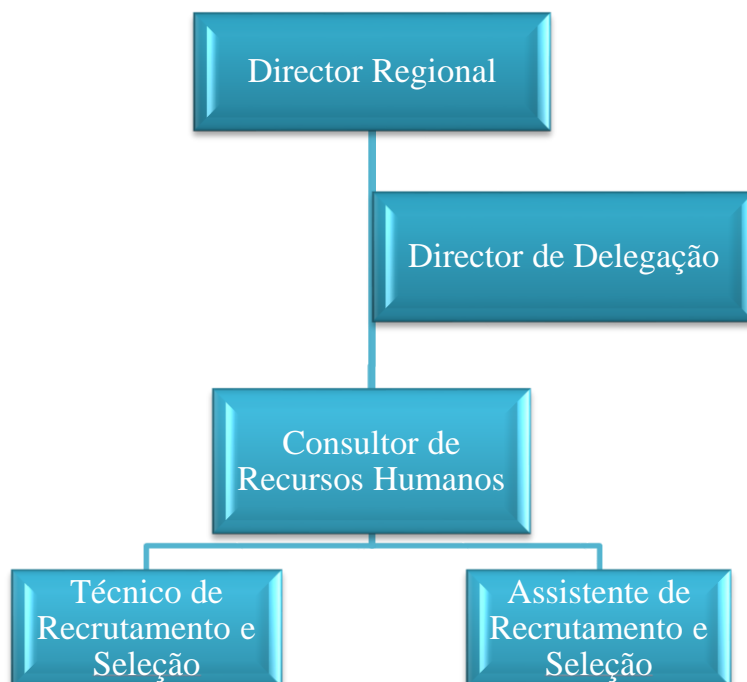 Director Regional
Director de Delegação
Consultor de
Recursos Humanos
Técnico de
Recrutamento e
Seleção
Assistente de
Recrutamento e
Seleção